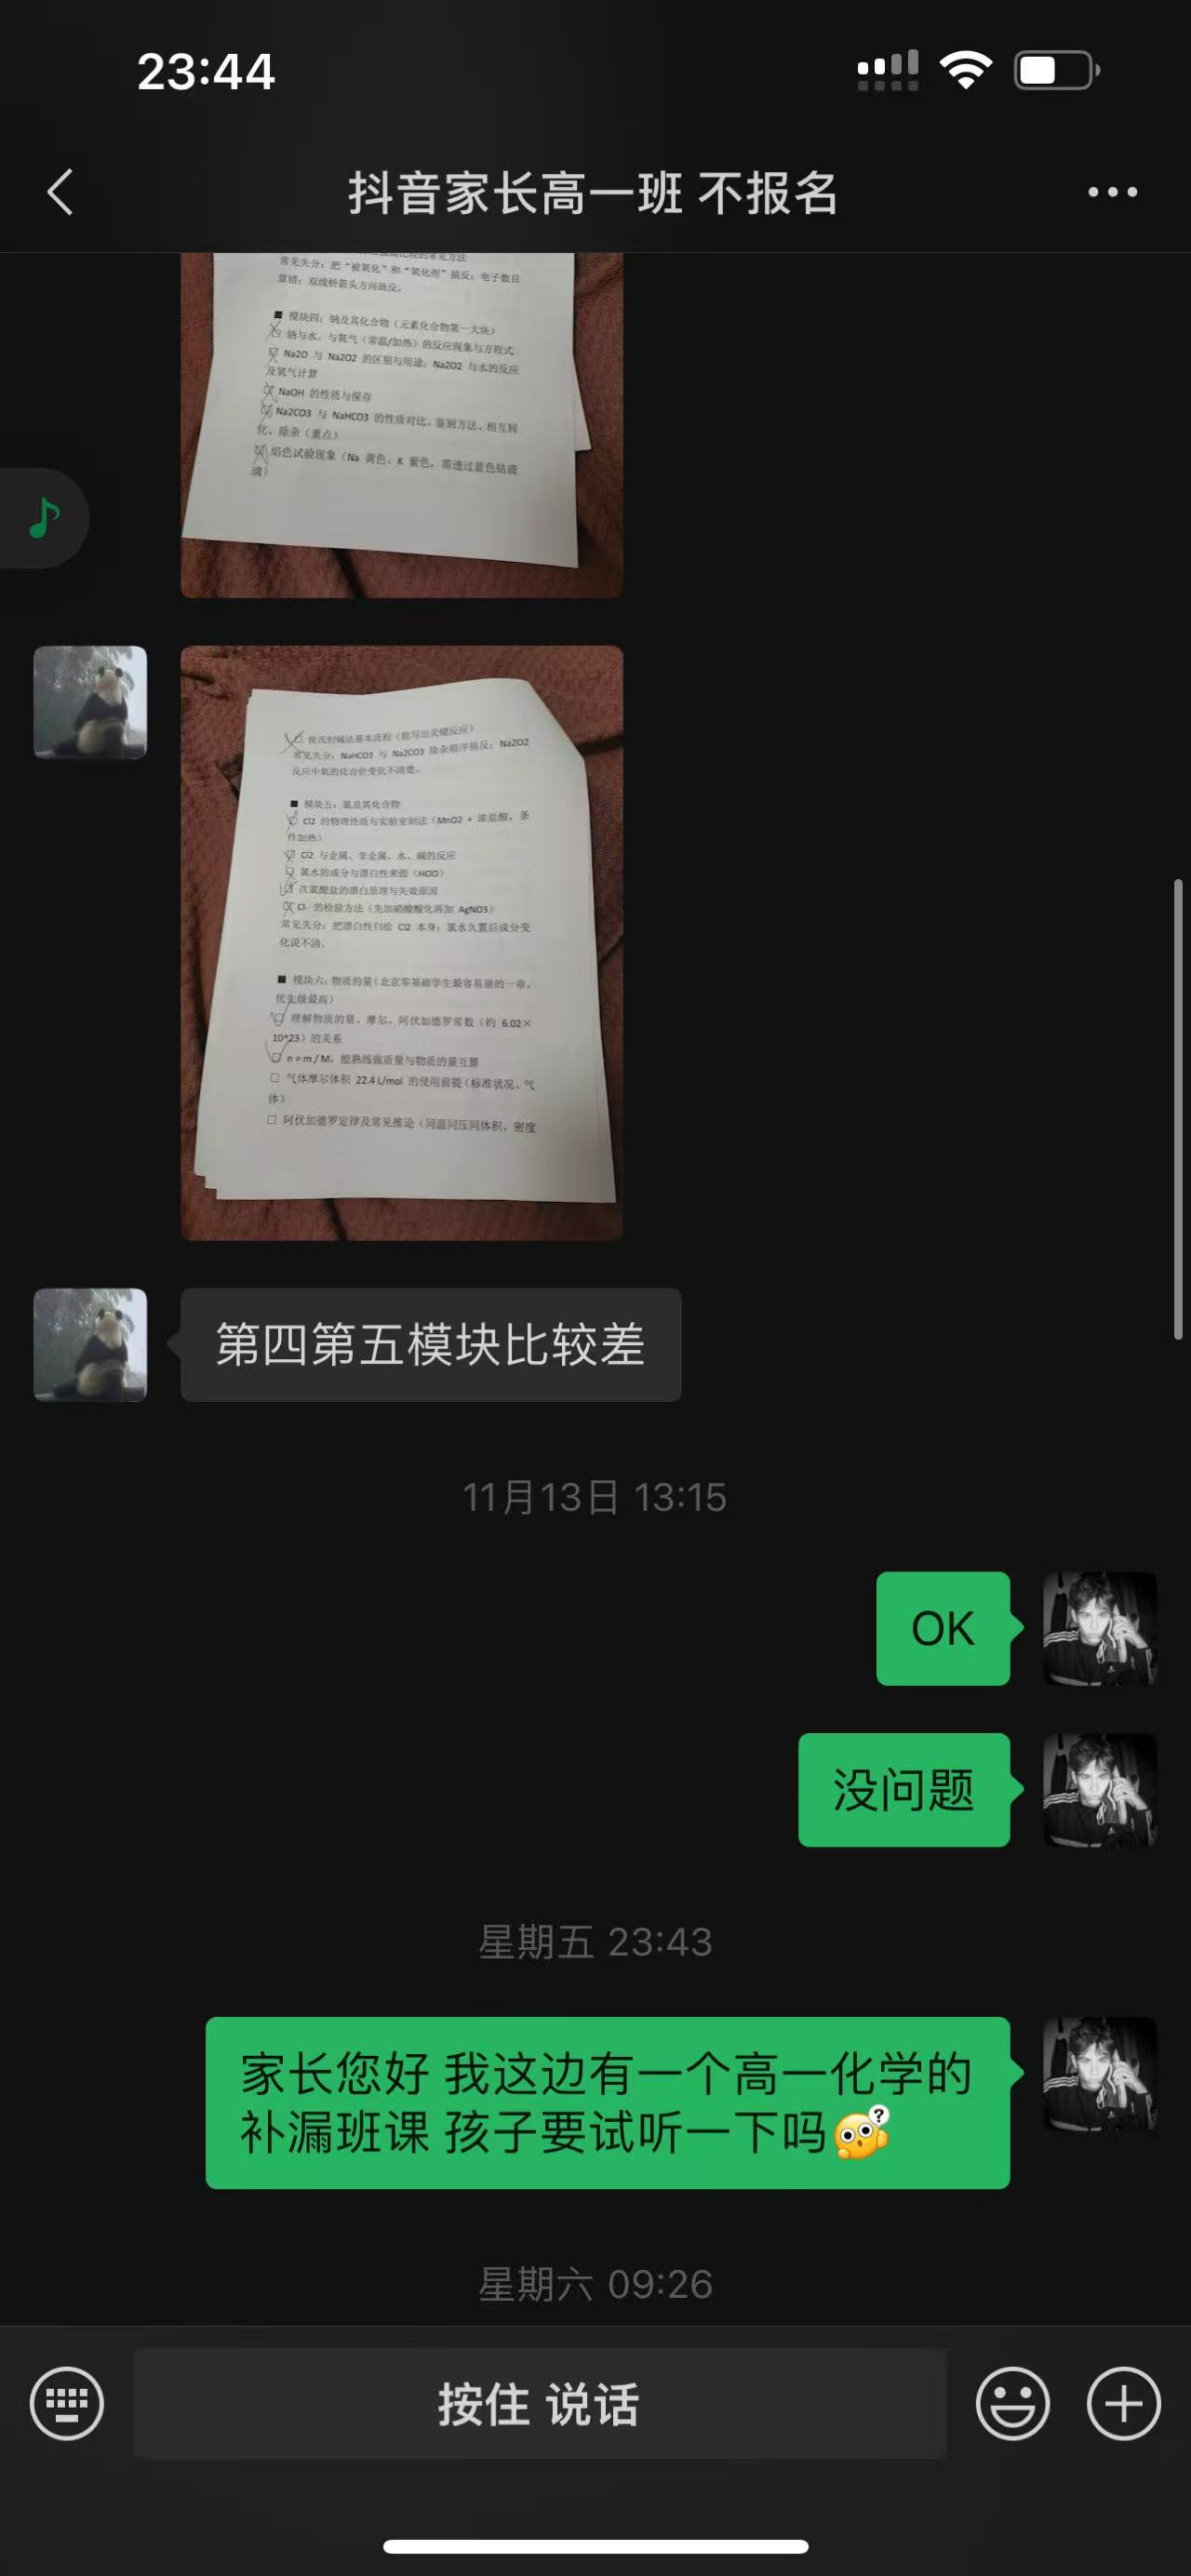 23:44
抖音家长高一班 不报名
常见失分：把“被氧化”和“氧化剂”搞反；电子数目
算错；双线桥箭头方向画反。
■ 模块四：钠及其化合物（元素化合物第一大块）
□ 钠与水、与氧气（常温/加热）的反应现象与方程式
□ Na2O 与 Na2O2 的区别与用途；Na2O2 与水的反应
及氧气计算
□ NaOH 的性质与保存
□ Na2CO3 与 NaHCO3 的性质对比、鉴别方法、相互转
化、除杂（重点）
□ 焰色试验现象（Na 黄色、K 紫色，需透过蓝色钴玻
璃）
□ 侯氏制碱法基本流程（能写出关键反应）
常见失分：NaHCO3 与 Na2CO3 除杂顺序搞反；Na2O2
反应中氧的化合价变化不清楚。
■ 模块五：氯及其化合物
□ Cl2 的物理性质与实验室制法（MnO2 + 浓盐酸，条
件加热）
□ Cl2 与金属、非金属、水、碱的反应
□ 氯水的成分与漂白性来源（HClO）
□ 次氯酸盐的漂白原理与失效原因
□ Cl- 的检验方法（先加硝酸酸化再加 AgNO3）
常见失分：把漂白性归给 Cl2 本身；氯水久置后成分变
化说不清。
■ 模块六：物质的量（北京零基础学生最容易崩的一章，
优先级最高）
□ 理解物质的量、摩尔、阿伏加德罗常数（约 6.02×
10^23）的关系
□ n = m / M，能熟练做质量与物质的量互算
□ 气体摩尔体积 22.4 L/mol 的使用前提（标准状况、气
体）
□ 阿伏加德罗定律及常见推论（同温同压同体积、密度
第四第五模块比较差
11月13日 13:15
OK
没问题
星期五 23:43
家长您好 我这边有一个高一化学的
补漏班课 孩子要试听一下吗
星期六 09:26
按住 说话